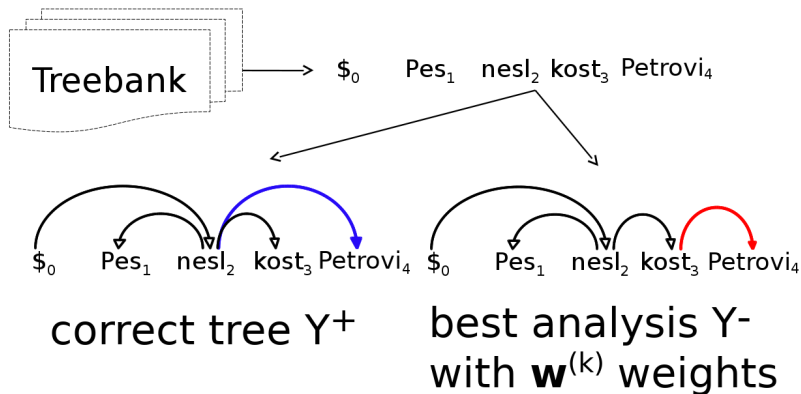 Treebank
$₀ Pes₁ nesl₂ kost₃ Petrovi₄
$₀ Pes₁ nesl₂ kost₃ Petrovi₄
$₀ Pes₁ nesl₂ kost₃ Petrovi₄
correct tree Y⁺
best analysis Y-
with w⁽ᵏ⁾ weights